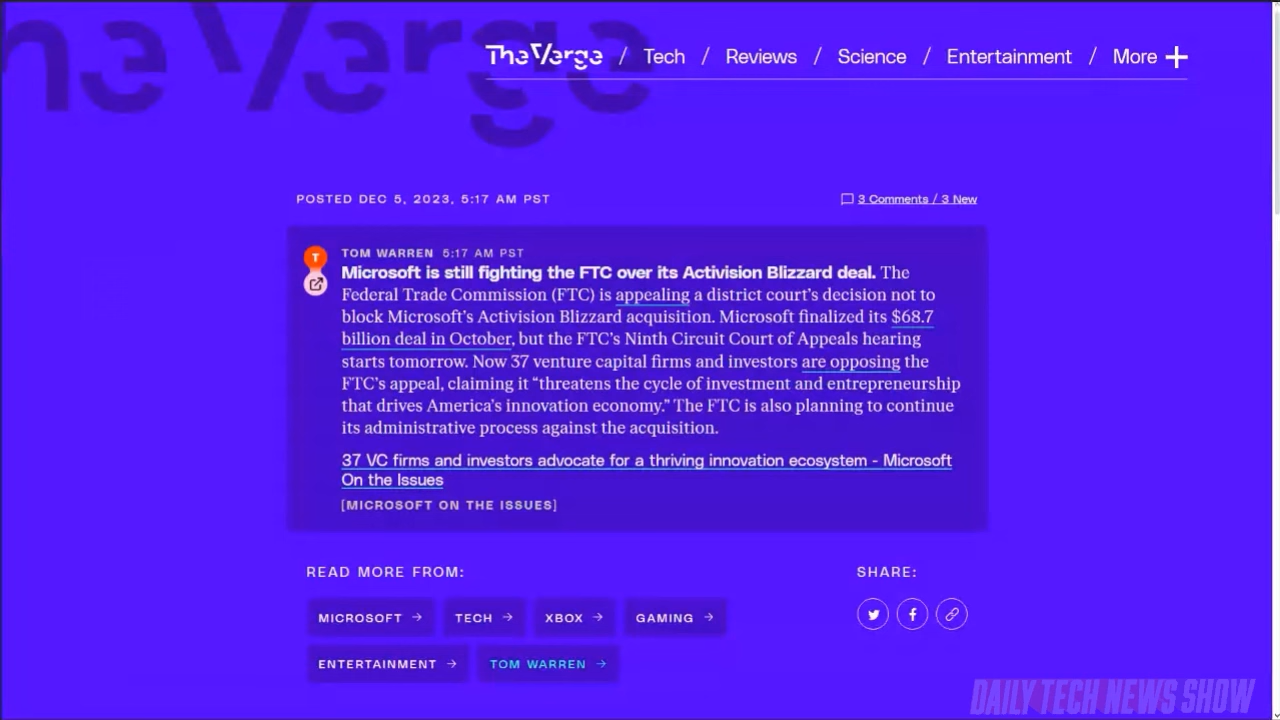 The Verge
The Verge / Tech / Reviews / Science / Entertainment / More +
POSTED DEC 5, 2023, 5:17 AM PST
3 Comments / 3 New
T
TOM WARREN 5:17 AM PST
Microsoft is still fighting the FTC over its Activision Blizzard deal. The
Federal Trade Commission (FTC) is appealing a district court's decision not to
block Microsoft's Activision Blizzard acquisition. Microsoft finalized its $68.7
billion deal in October, but the FTC's Ninth Circuit Court of Appeals hearing
starts tomorrow. Now 37 venture capital firms and investors are opposing the
FTC's appeal, claiming it “threatens the cycle of investment and entrepreneurship
that drives America's innovation economy.” The FTC is also planning to continue
its administrative process against the acquisition.
37 VC firms and investors advocate for a thriving innovation ecosystem - Microsoft
On the Issues
[MICROSOFT ON THE ISSUES]
READ MORE FROM:
SHARE:
MICROSOFT → TECH → XBOX → GAMING →
ENTERTAINMENT → TOM WARREN →
DAILY TECH NEWS SHOW